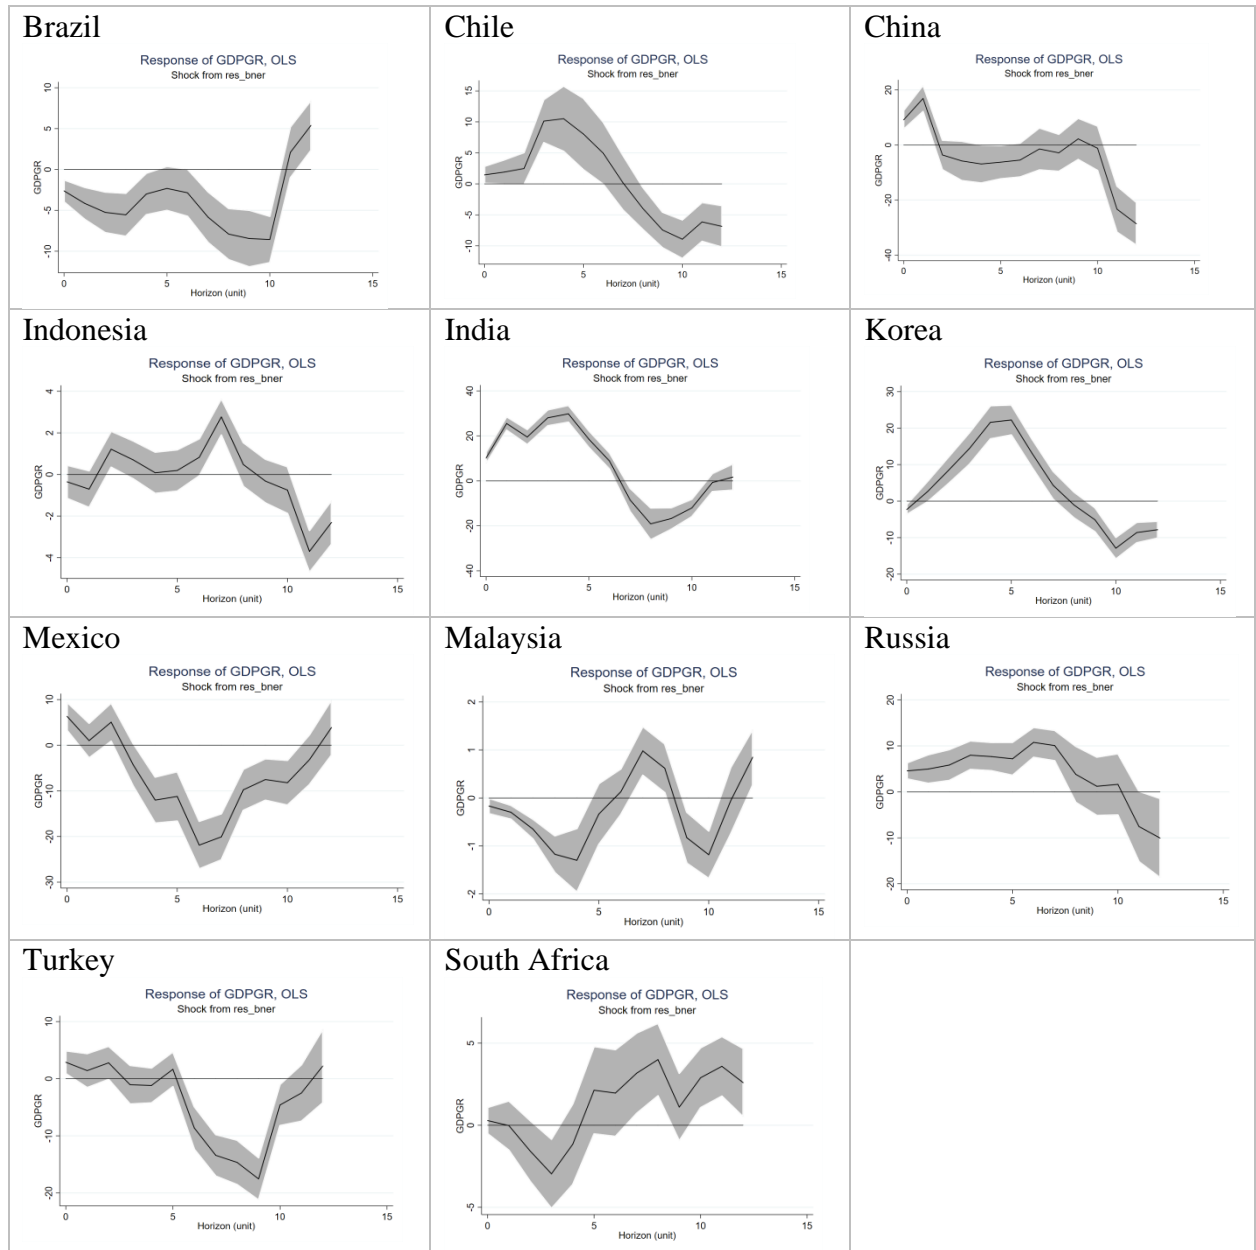 Brazil
Response of GDPGR, OLS
Shock from res_bner
10
5
0
-5
-10
GDPGR
0 5 10 15
Horizon (unit)
Chile
Response of GDPGR, OLS
Shock from res_bner
15
10
5
0
-5
-10
GDPGR
0 5 10 15
Horizon (unit)
China
Response of GDPGR, OLS
Shock from res_bner
20
0
-20
-40
GDPGR
0 5 10 15
Horizon (unit)
Indonesia
Response of GDPGR, OLS
Shock from res_bner
4
2
0
-2
-4
GDPGR
0 5 10 15
Horizon (unit)
India
Response of GDPGR, OLS
Shock from res_bner
40
20
0
-20
-40
GDPGR
0 5 10 15
Horizon (unit)
Korea
Response of GDPGR, OLS
Shock from res_bner
30
20
10
0
-10
-20
GDPGR
0 5 10 15
Horizon (unit)
Mexico
Response of GDPGR, OLS
Shock from res_bner
10
0
-10
-20
-30
GDPGR
0 5 10 15
Horizon (unit)
Malaysia
Response of GDPGR, OLS
Shock from res_bner
2
1
0
-1
-2
GDPGR
0 5 10 15
Horizon (unit)
Russia
Response of GDPGR, OLS
Shock from res_bner
20
10
0
-10
-20
GDPGR
0 5 10 15
Horizon (unit)
Turkey
Response of GDPGR, OLS
Shock from res_bner
10
0
-10
-20
GDPGR
0 5 10 15
Horizon (unit)
South Africa
Response of GDPGR, OLS
Shock from res_bner
5
0
-5
GDPGR
0 5 10 15
Horizon (unit)